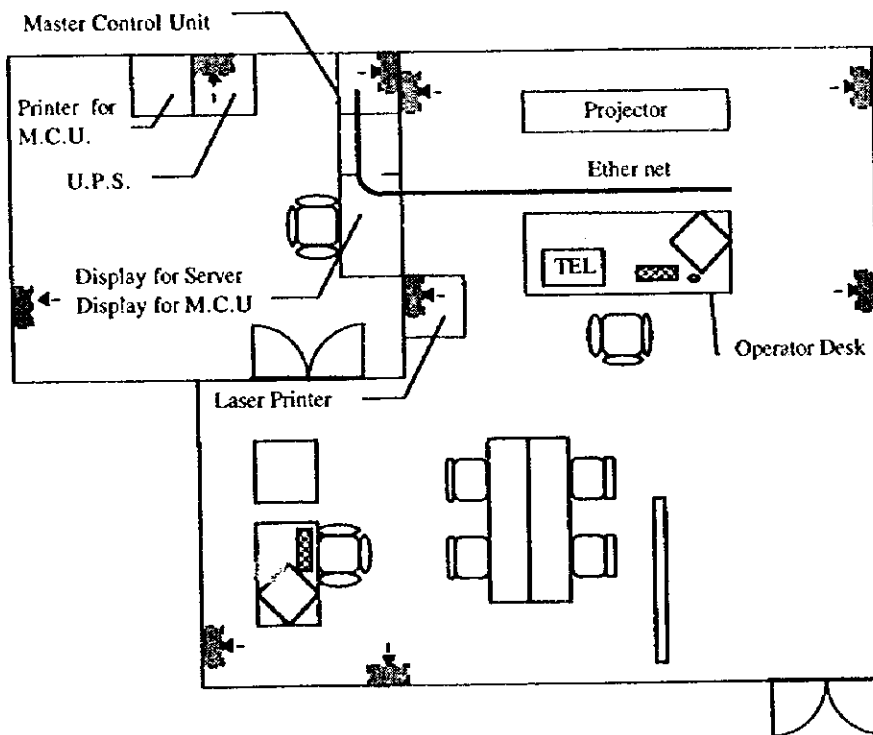 Master Control Unit
Printer for
M.C.U.
U.P.S.
Projector
Ether net
TEL
Display for Server
Display for M.C.U
Operator Desk
Laser Printer